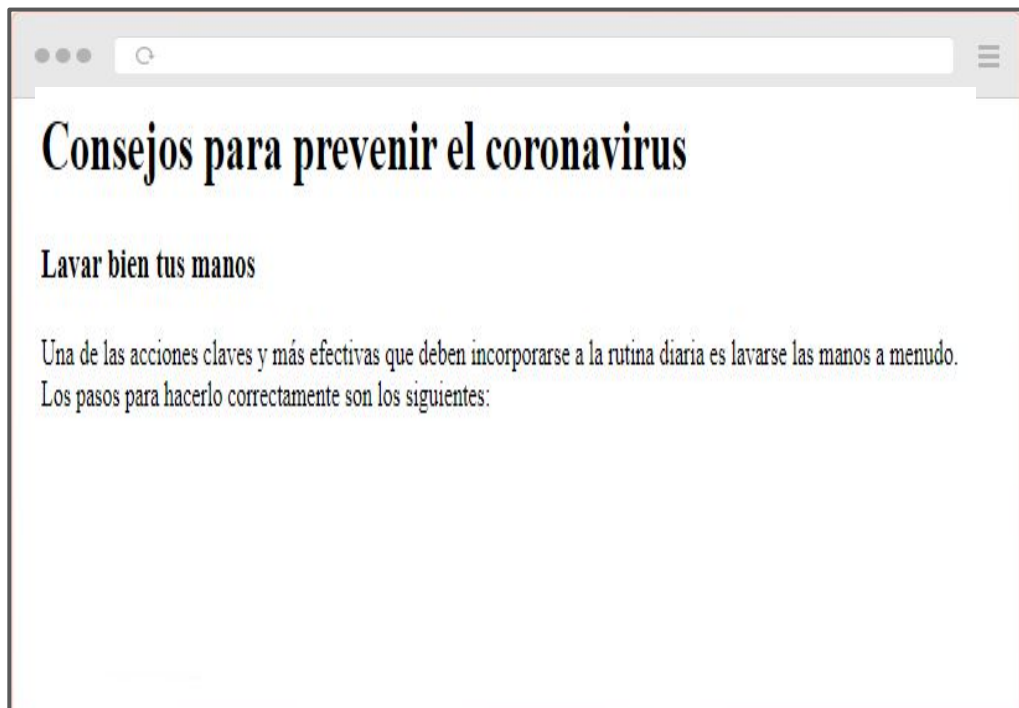 Consejos para prevenir el coronavirus
Lavar bien tus manos
Una de las acciones claves y más efectivas que deben incorporarse a la rutina diaria es lavarse las manos a menudo.
Los pasos para hacerlo correctamente son los siguientes: